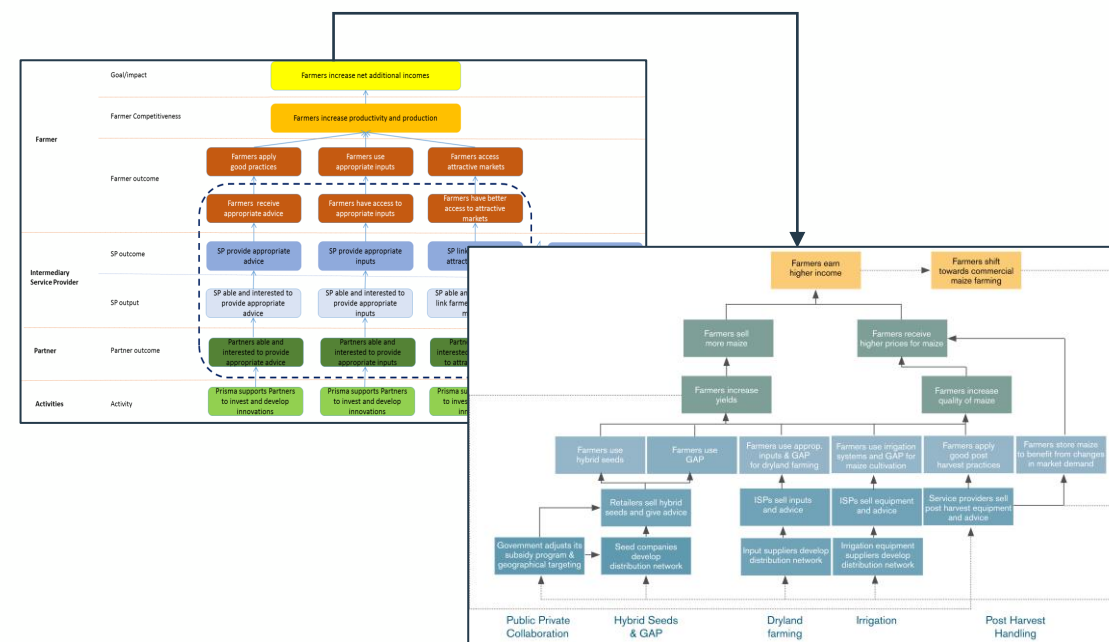 Goal/impact
Farmers increase net additional incomes
Farmer Competitiveness
Farmers increase productivity and production
Farmer
Farmer outcome
Farmers apply
good practices
Farmers use
appropriate inputs
Farmers access
attractive markets
Farmers receive
appropriate advice
Farmers have access to
appropriate inputs
Farmers have better
access to attractive
markets
Intermediary
Service Provider
SP outcome
SP provide appropriate
advice
SP provide appropriate
inputs
SP link
SP output
SP able and interested to
provide appropriate
advice
SP able and interested to
provide appropriate
inputs
SP able an
link farme
Partner
Partner outcome
Partners able and
interested to provide
appropriate advice
Partners able and
interested to provide
appropriate inputs
interested
Activities
Activity
Prisma supports Partners
to invest and develop
innovations
Prisma supports Partners
to invest and develop
innovations
Prisma su
to invest
Farmers earn
higher income
Farmers shift
towards commercial
maize farming
Farmers sell
more maize
Farmers receive
higher prices for maize
Farmers increase
yields
Farmers increase
quality of maize
Farmers use
hybrid seeds
Farmers use
GAP
Farmers use approp.
inputs & GAP
for dryland farming
Farmers use irrigation
systems and GAP for
maize cultivation
Farmers apply
good post
harvest practices
Farmers store maize
to benefit from changes
in market demand
Retailers sell hybrid
seeds and give advice
ISPs sell inputs
and advice
ISPs sell equipment
and advice
Service providers sell
post harvest equipment
and advice
Government adjusts its
subsidy program &
geographical targeting
Seed companies
develop
distribution network
Input suppliers develop
distribution network
Irrigation equipment
suppliers develop
distribution network
Public Private
Collaboration
Hybrid Seeds
& GAP
Dryland
farming
Irrigation
Post Harvest
Handling